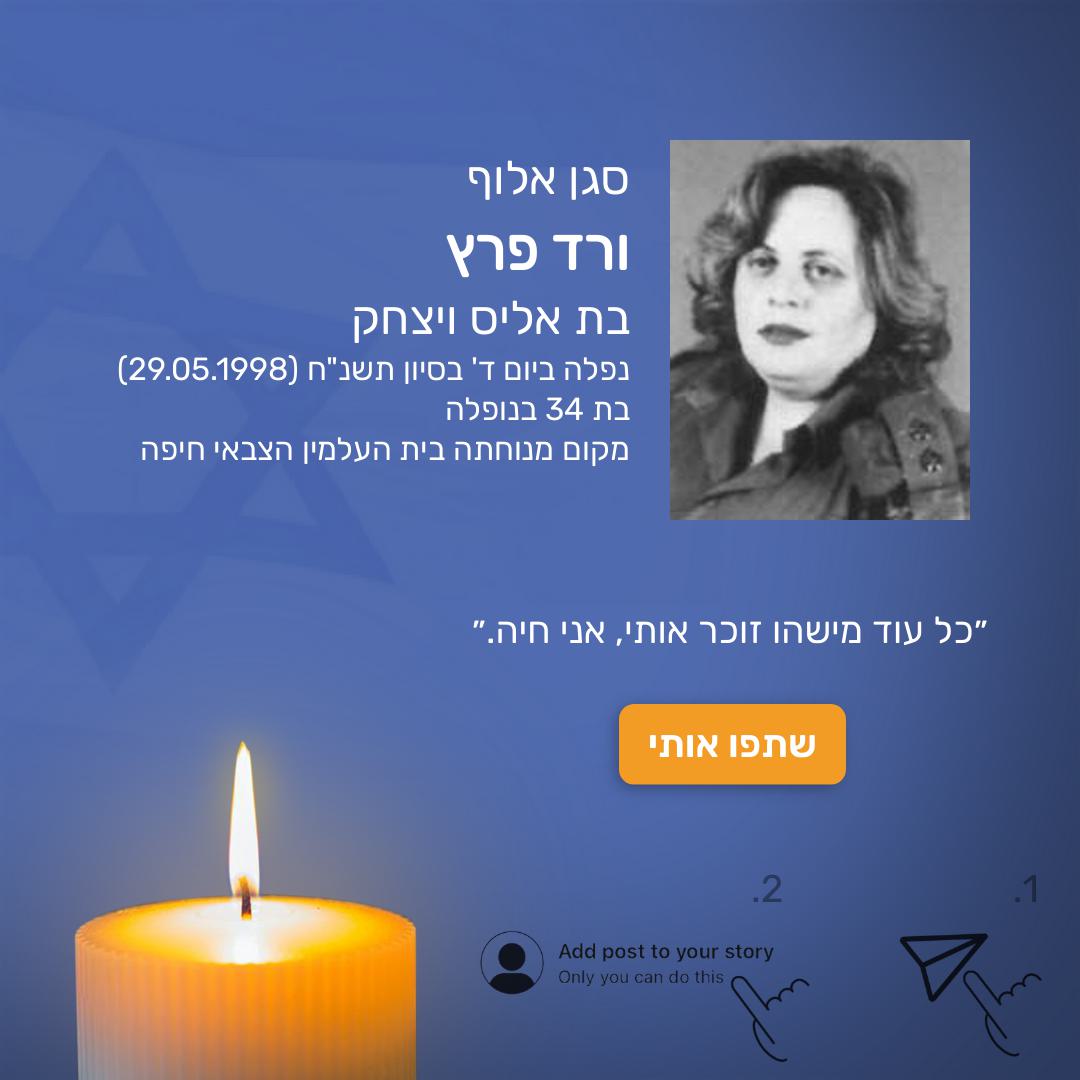 סגן אלוף
ורד פרץ
בת אליס ויצחק
נפלה ביום ד' בסיון תשנ"ח (29.05.1998)
בת 34 בנופלה
מקום מנוחתה בית העלמין הצבאי חיפה
״כל עוד מישהו זוכר אותי, אני חיה.״
שתפו אותי
1.
2.
Add post to your story
Only you can do this